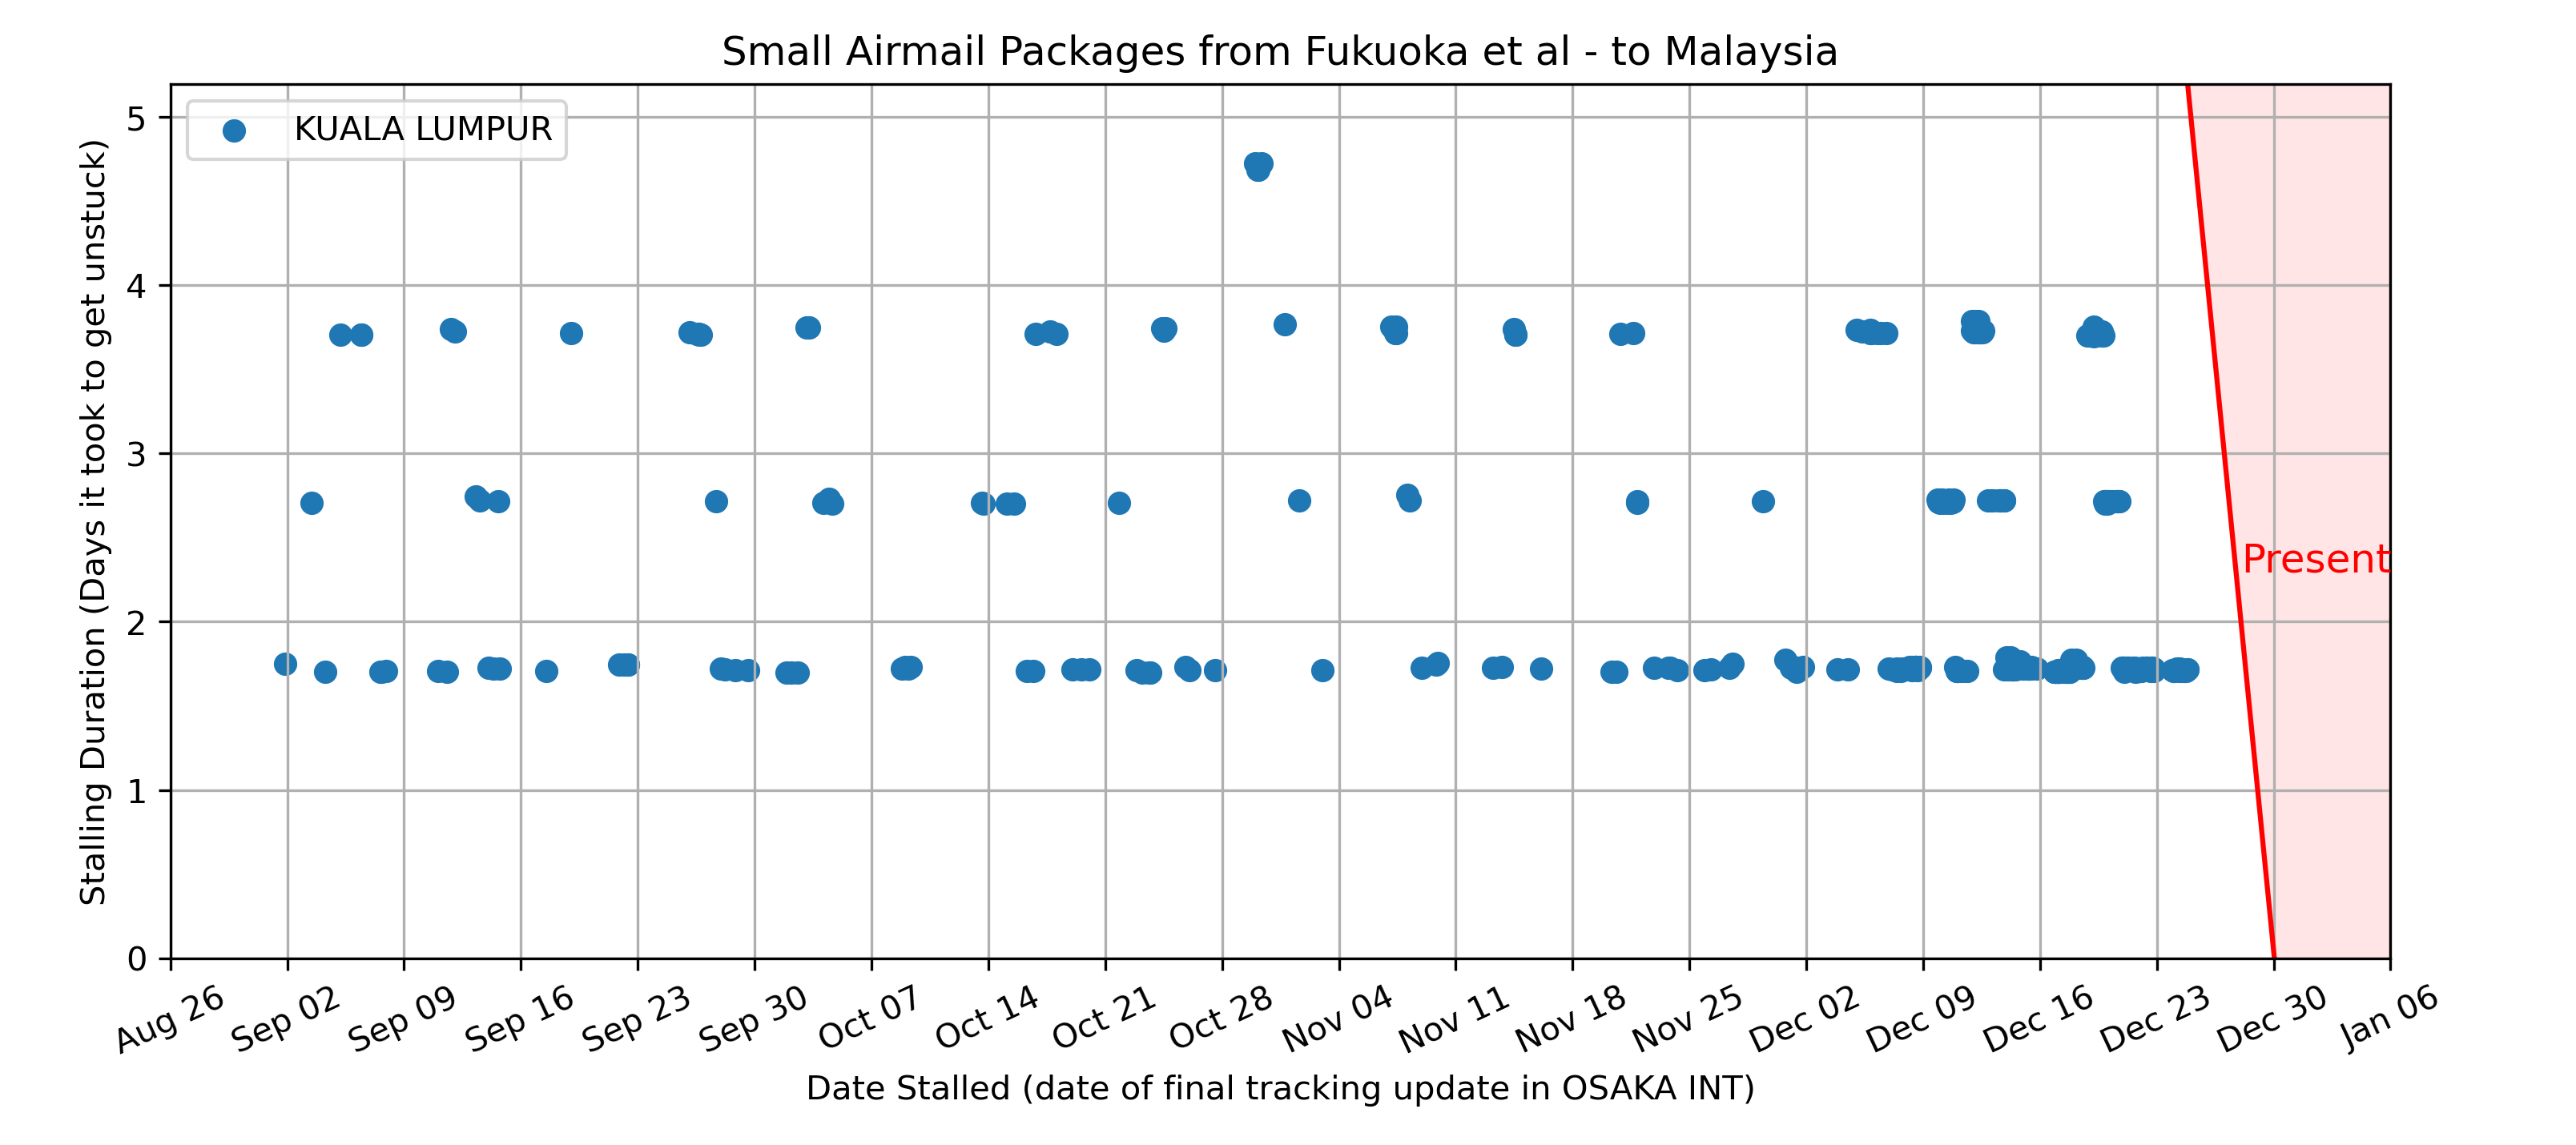 Small Airmail Packages from Fukuoka et al - to Malaysia
KUALA LUMPUR
Stalling Duration (Days it took to get unstuck)
5
4
3
2
1
0
Present
Aug 26 Sep 02 Sep 09 Sep 16 Sep 23 Sep 30 Oct 07 Oct 14 Oct 21 Oct 28 Nov 04 Nov 11 Nov 18 Nov 25 Dec 02 Dec 09 Dec 16 Dec 23 Dec 30 Jan 06
Date Stalled (date of final tracking update in OSAKA INT)